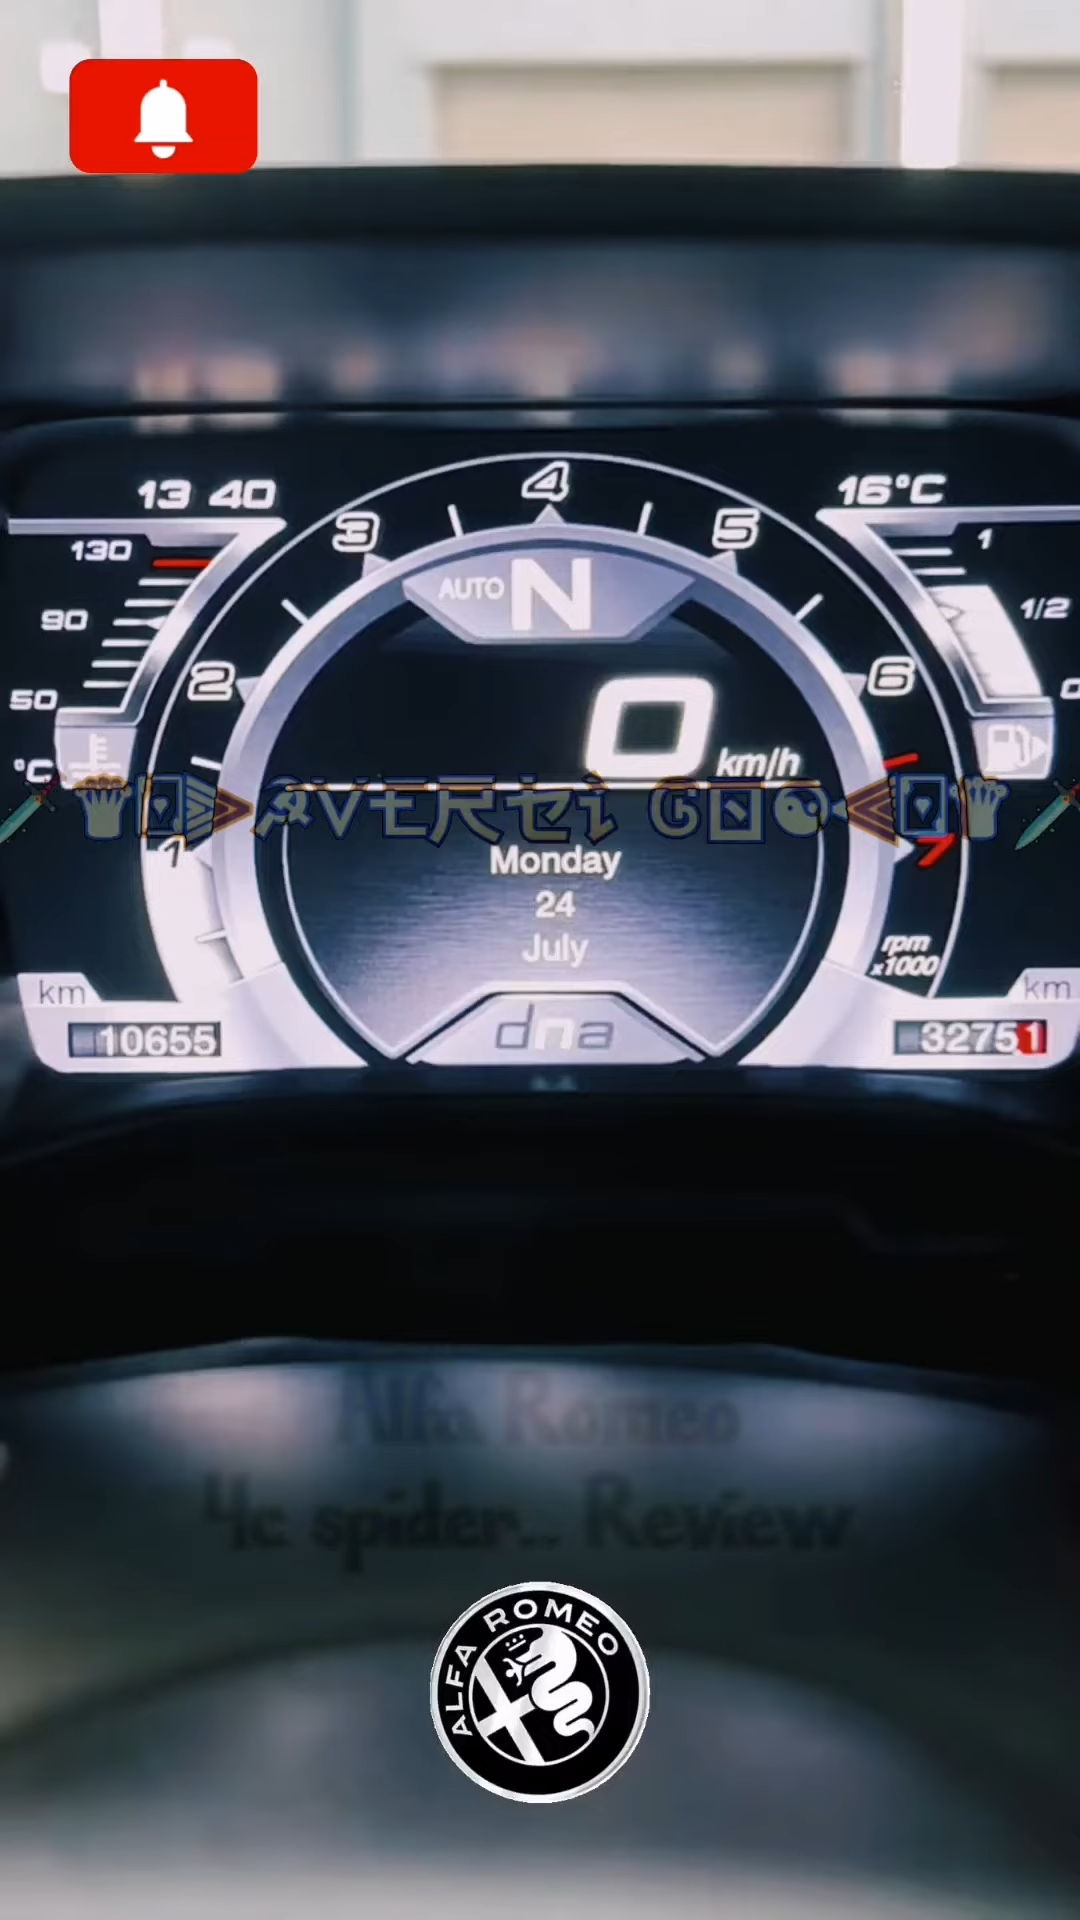 13 40
16°C
130
90
50
°C
1
1/2
0
1
2
3
4
5
6
7
AUTO N
0 km/h
Monday
24
July
rpm
x1000
km
10655
km
32751
dna
Alfa Romeo
4c spider.. Review
ALFA ROMEO